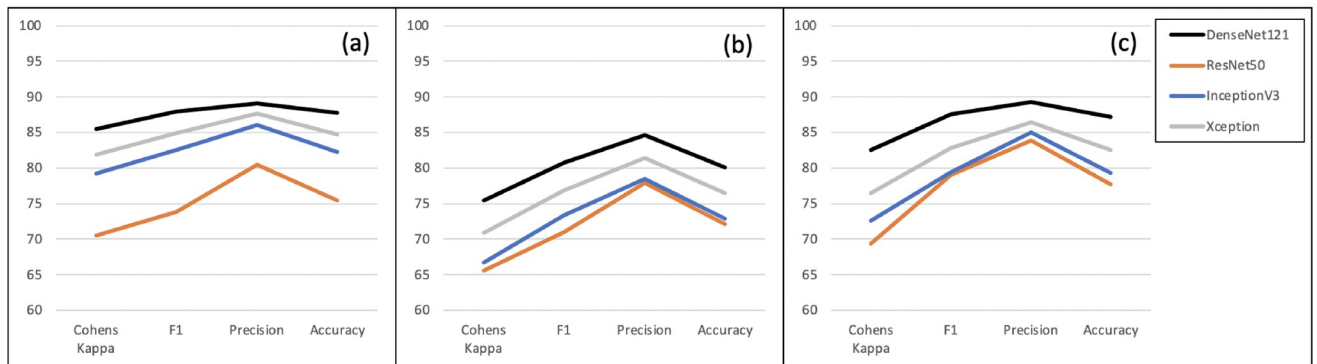 (a)
100
95
90
85
80
75
70
65
60
Cohens Kappa
F1
Precision
Accuracy
(b)
100
95
90
85
80
75
70
65
60
Cohens Kappa
F1
Precision
Accuracy
(c)
100
95
90
85
80
75
70
65
60
Cohens Kappa
F1
Precision
Accuracy
DenseNet121
ResNet50
InceptionV3
Xception